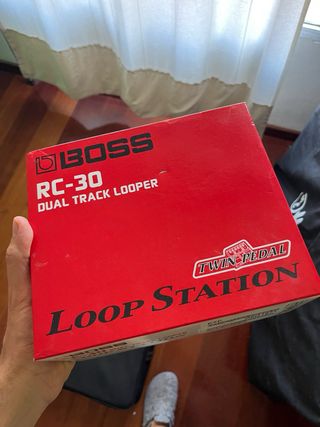 BOSS
RC-30
DUAL TRACK LOOPER
TWIN PEDAL
LOOP STATION